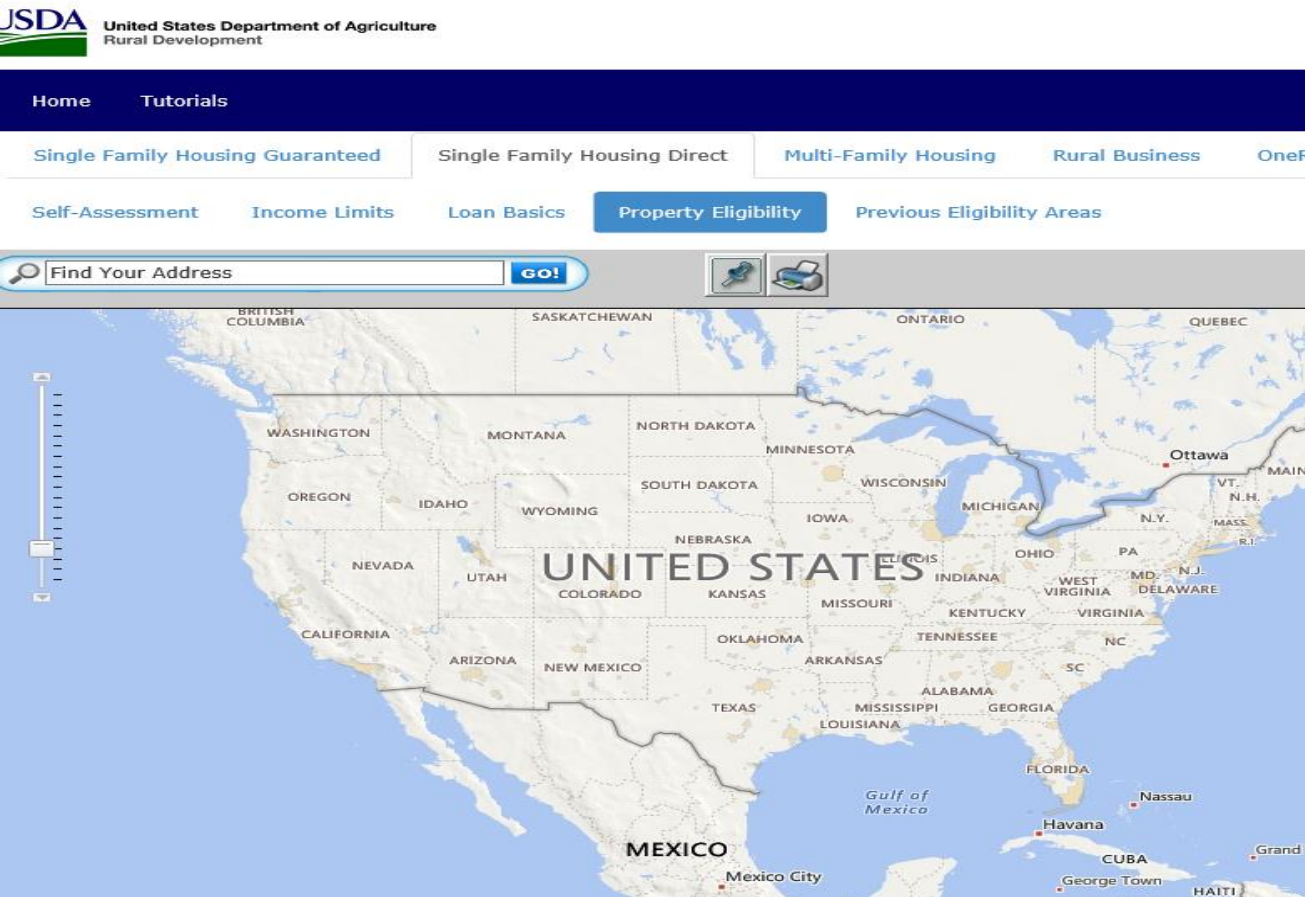 USDA
United States Department of Agriculture
Rural Development
Home Tutorials
Single Family Housing Guaranteed Single Family Housing Direct Multi-Family Housing Rural Business OneR
Self-Assessment Income Limits Loan Basics Property Eligibility Previous Eligibility Areas
Find Your Address GO!
BRITISH
COLUMBIA
SASKATCHEWAN
ONTARIO
QUEBEC
WASHINGTON
MONTANA
NORTH DAKOTA
MINNESOTA
Ottawa
MAIN
OREGON
IDAHO
WYOMING
SOUTH DAKOTA
WISCONSIN
MICHIGAN
VT.
N.H.
IOWA
N.Y.
MASS.
R.I.
NEBRASKA
NEVADA
UTAH
UNITED STATES
ILLINOIS
INDIANA
OHIO
PA
N.J.
COLORADO
KANSAS
MISSOURI
WEST
VIRGINIA
MD.
DELAWARE
KENTUCKY
VIRGINIA
CALIFORNIA
OKLAHOMA
TENNESSEE
NC
ARIZONA
NEW MEXICO
ARKANSAS
SC
ALABAMA
TEXAS
MISSISSIPPI
GEORGIA
LOUISIANA
FLORIDA
Gulf of
Mexico
Nassau
Havana
MEXICO
CUBA
Grand
Mexico City
George Town
HAITI